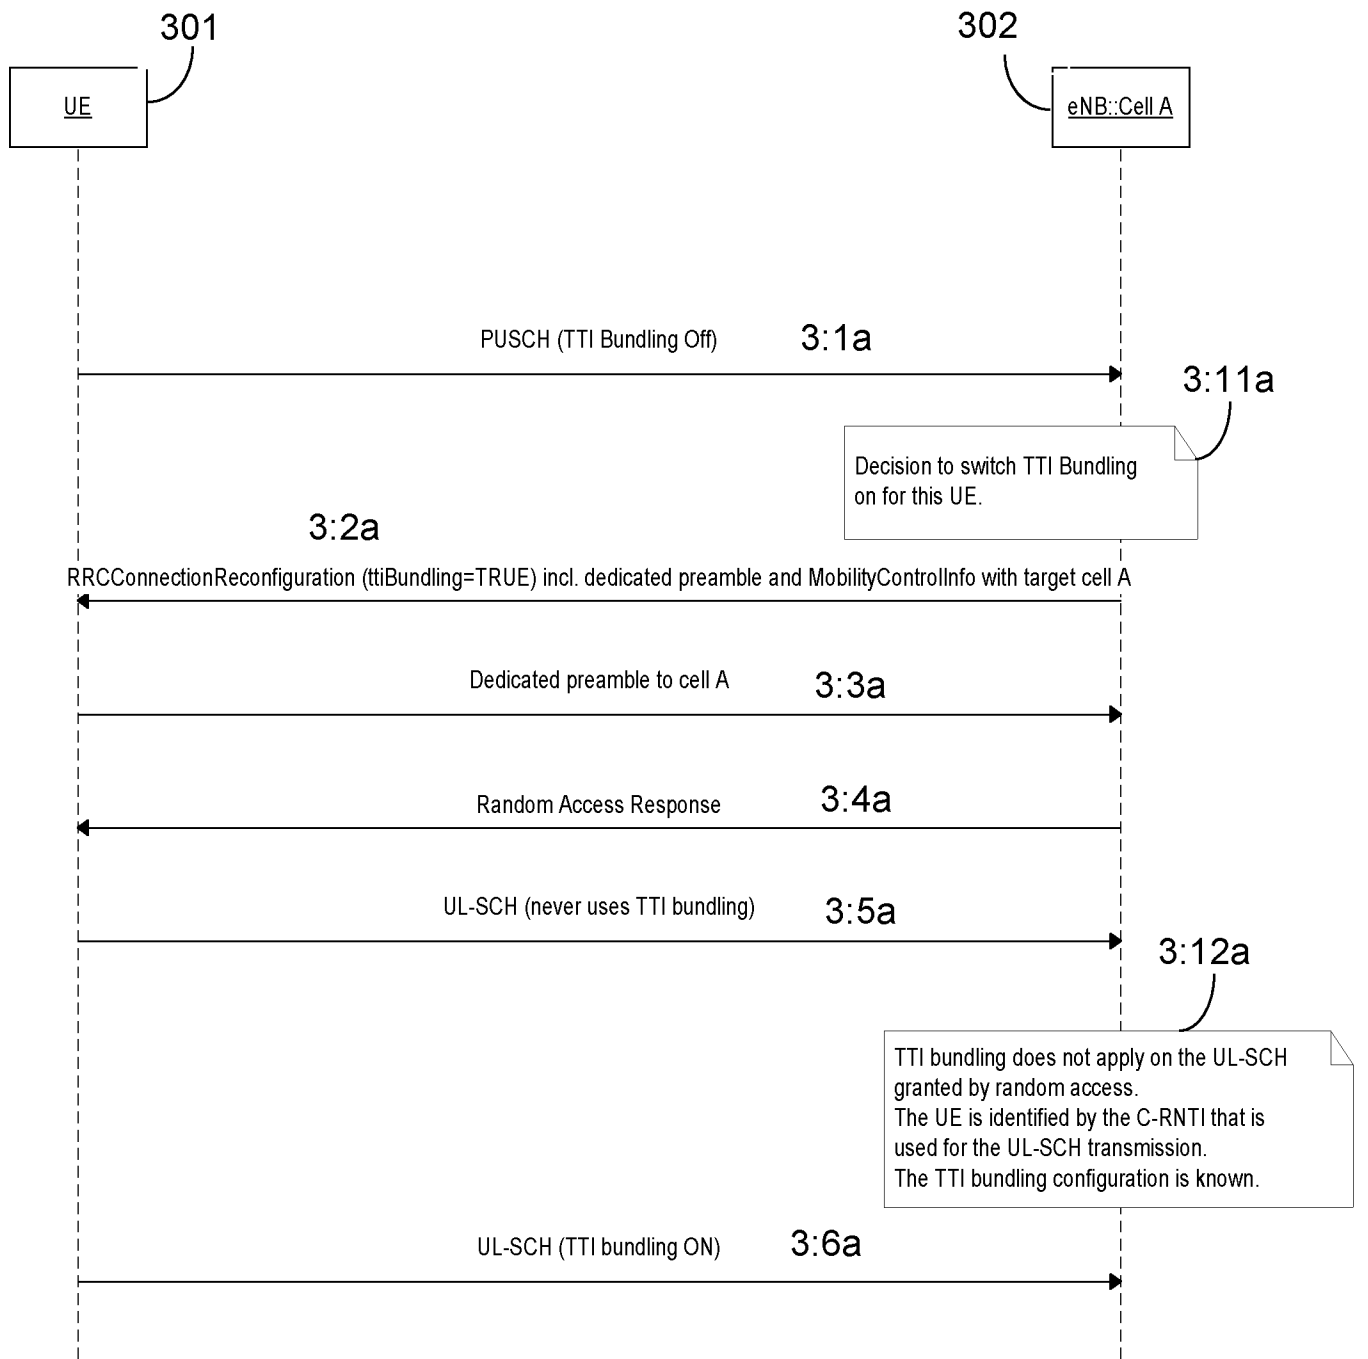 301
302
UE
eNB::Cell A
PUSCH (TTI Bundling Off)
3:1a
3:11a
Decision to switch TTI Bundling
on for this UE.
3:2a
RRCConnectionReconfiguration (ttiBundling=TRUE) incl. dedicated preamble and MobilityControlInfo with target cell A
Dedicated preamble to cell A
3:3a
Random Access Response
3:4a
UL-SCH (never uses TTI bundling)
3:5a
3:12a
TTI bundling does not apply on the UL-SCH
granted by random access.
The UE is identified by the C-RNTI that is
used for the UL-SCH transmission.
The TTI bundling configuration is known.
UL-SCH (TTI bundling ON)
3:6a